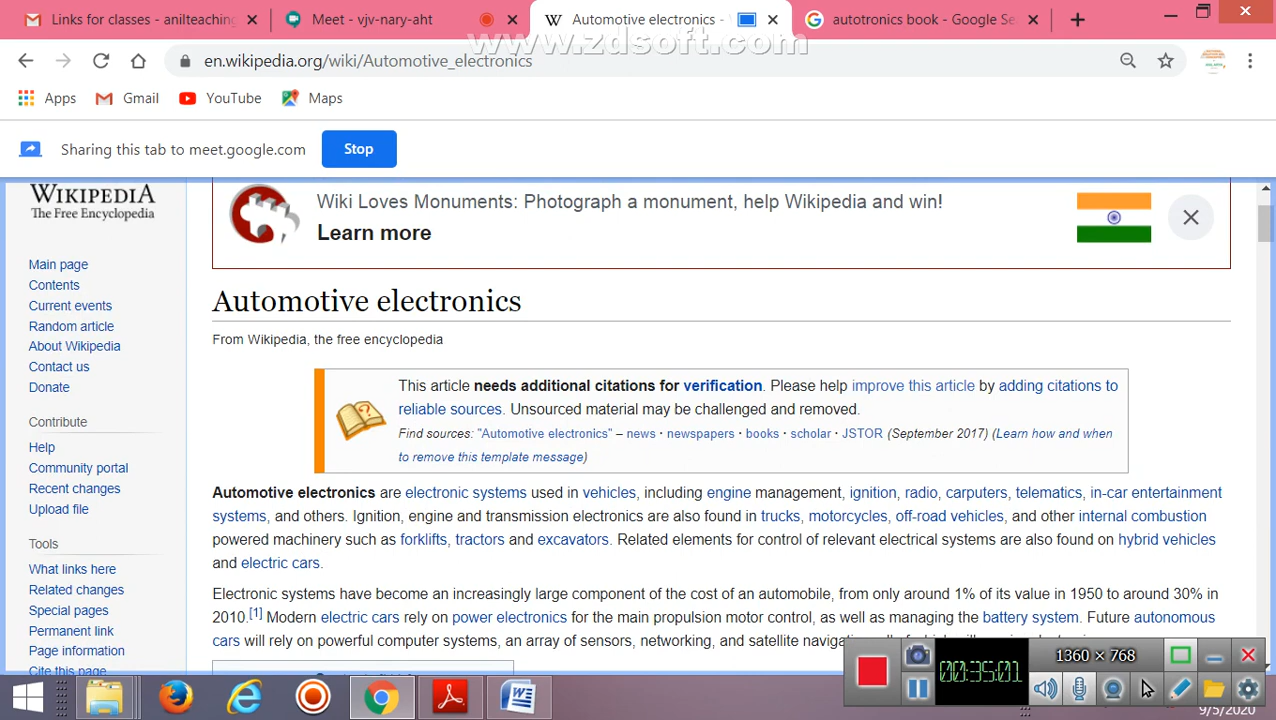 Links for classes - anilteaching
Meet - vjv-nary-aht
Automotive electronics -
autotronics book - Google Se
www.zdsoft.com
en.wikipedia.org/wiki/Automotive_electronics
Apps Gmail YouTube Maps
Sharing this tab to meet.google.com Stop
WIKIPEDIA
The Free Encyclopedia
Main page
Contents
Current events
Random article
About Wikipedia
Contact us
Donate
Contribute
Help
Community portal
Recent changes
Upload file
Tools
What links here
Related changes
Special pages
Permanent link
Page information
Cite this page
Wiki Loves Monuments: Photograph a monument, help Wikipedia and win!
Learn more
Automotive electronics
From Wikipedia, the free encyclopedia
This article needs additional citations for verification. Please help improve this article by adding citations to
reliable sources. Unsourced material may be challenged and removed.
Find sources: "Automotive electronics" – news · newspapers · books · scholar · JSTOR (September 2017) (Learn how and when
to remove this template message)
Automotive electronics are electronic systems used in vehicles, including engine management, ignition, radio, carputers, telematics, in-car entertainment
systems, and others. Ignition, engine and transmission electronics are also found in trucks, motorcycles, off-road vehicles, and other internal combustion
powered machinery such as forklifts, tractors and excavators. Related elements for control of relevant electrical systems are also found on hybrid vehicles
and electric cars.
Electronic systems have become an increasingly large component of the cost of an automobile, from only around 1% of its value in 1950 to around 30% in
2010.[1] Modern electric cars rely on power electronics for the main propulsion motor control, as well as managing the battery system. Future autonomous
cars will rely on powerful computer systems, an array of sensors, networking, and satellite
1360 × 768
00:35:01
9/5/2020